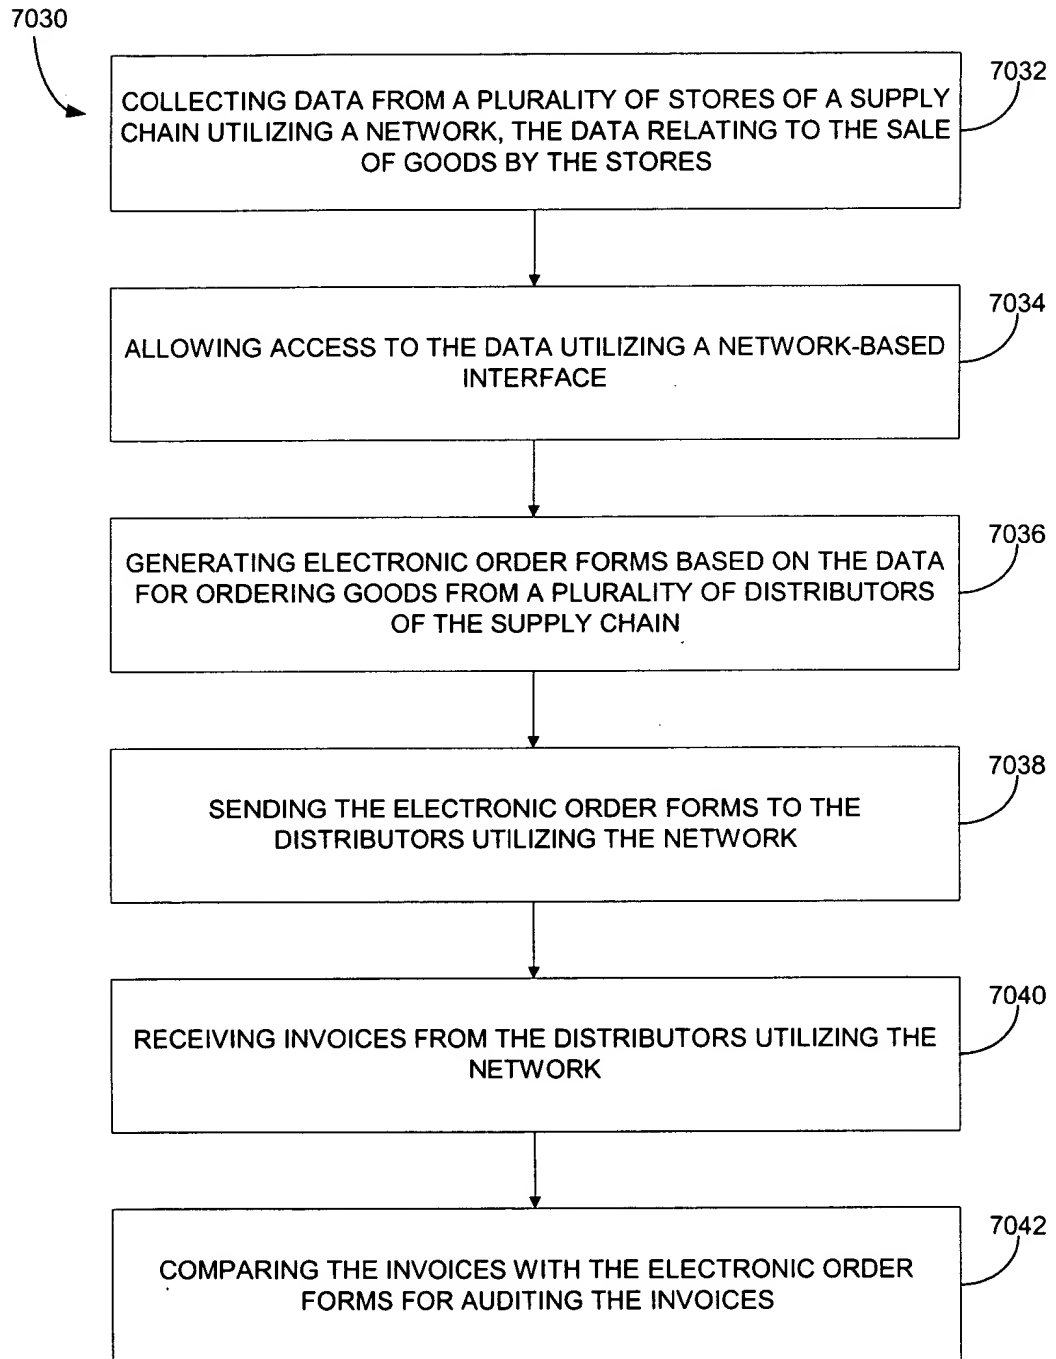 7030
7032
COLLECTING DATA FROM A PLURALITY OF STORES OF A SUPPLY
CHAIN UTILIZING A NETWORK, THE DATA RELATING TO THE SALE
OF GOODS BY THE STORES
7034
ALLOWING ACCESS TO THE DATA UTILIZING A NETWORK-BASED
INTERFACE
7036
GENERATING ELECTRONIC ORDER FORMS BASED ON THE DATA
FOR ORDERING GOODS FROM A PLURALITY OF DISTRIBUTORS
OF THE SUPPLY CHAIN
7038
SENDING THE ELECTRONIC ORDER FORMS TO THE
DISTRIBUTORS UTILIZING THE NETWORK
7040
RECEIVING INVOICES FROM THE DISTRIBUTORS UTILIZING THE
NETWORK
7042
COMPARING THE INVOICES WITH THE ELECTRONIC ORDER
FORMS FOR AUDITING THE INVOICES